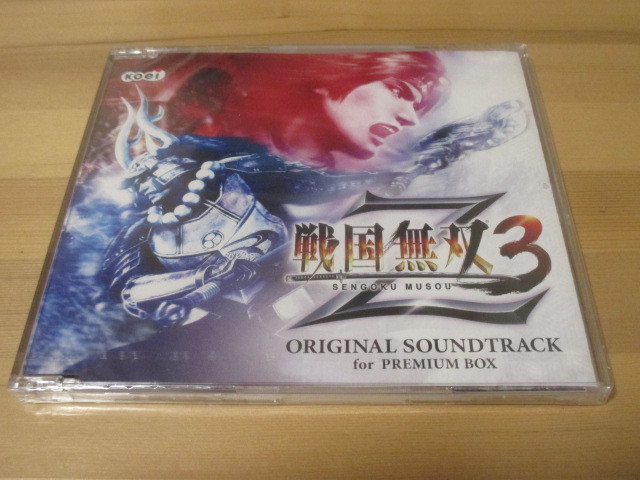 KOEI
戦国無双3
Z
SENGOKU MUSOU
ORIGINAL SOUNDTRACK
for PREMIUM BOX